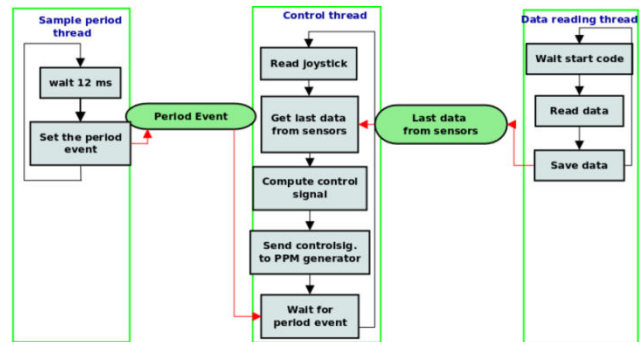 Sample period
thread
wait 12 ms
Set the period
event
Period Event
Control thread
Read joystick
Get last data
from sensors
Compute control
signal
Send controlsig.
to PPM generator
Wait for
period event
Last data
from sensors
Data reading thread
Wait start code
Read data
Save data